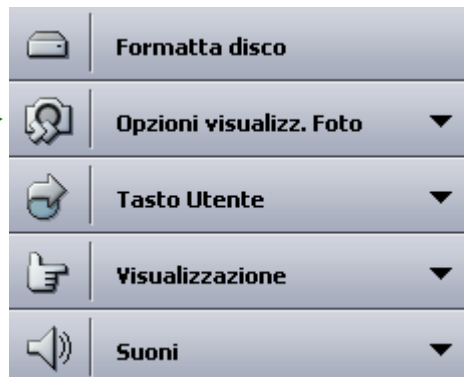 Formatta disco
Opzioni visualizz. Foto
Tasto Utente
Visualizzazione
Suoni